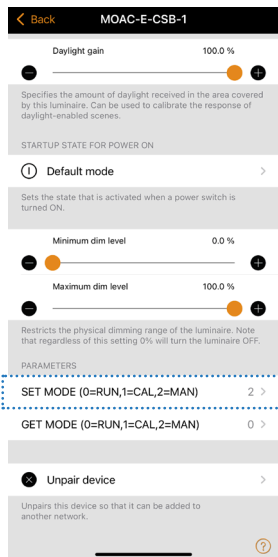 Back MOAC-E-CSB-1
Daylight gain 100.0 %
Specifies the amount of daylight received in the area covered
by this luminaire. Can be used to calibrate the response of
daylight-enabled scenes.
STARTUP STATE FOR POWER ON
Default mode
Sets the state that is activated when a power switch is
turned ON.
Minimum dim level 0.0 %
Maximum dim level 100.0 %
Restricts the physical dimming range of the luminaire. Note
that regardless of this setting 0% will turn the luminaire OFF.
PARAMETERS
SET MODE (0=RUN,1=CAL,2=MAN) 2
GET MODE (0=RUN,1=CAL,2=MAN) 0
Unpair device
Unpairs this device so that it can be added to
another network.
?